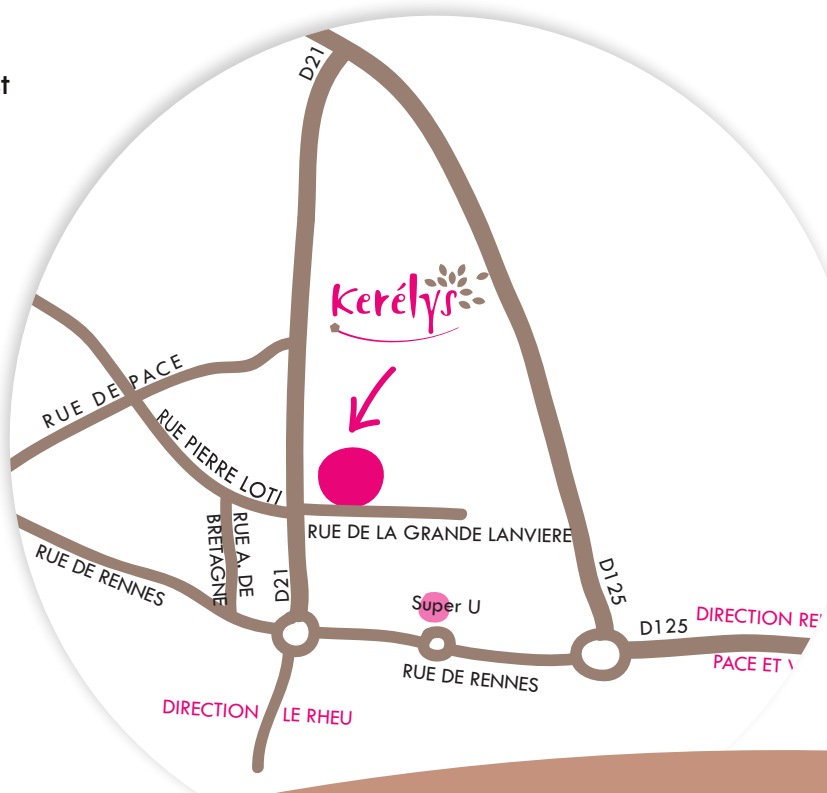 D21
Kerélys
RUE DE PACE
RUE PIERRE LOTI
RUE DE LA GRANDE LANVIERE
RUE A. DE
BRETAGNE
RUE DE RENNES
D21
D125
Super U
D125
DIRECTION
PACE ET
RUE DE RENNES
DIRECTION LE RHEU